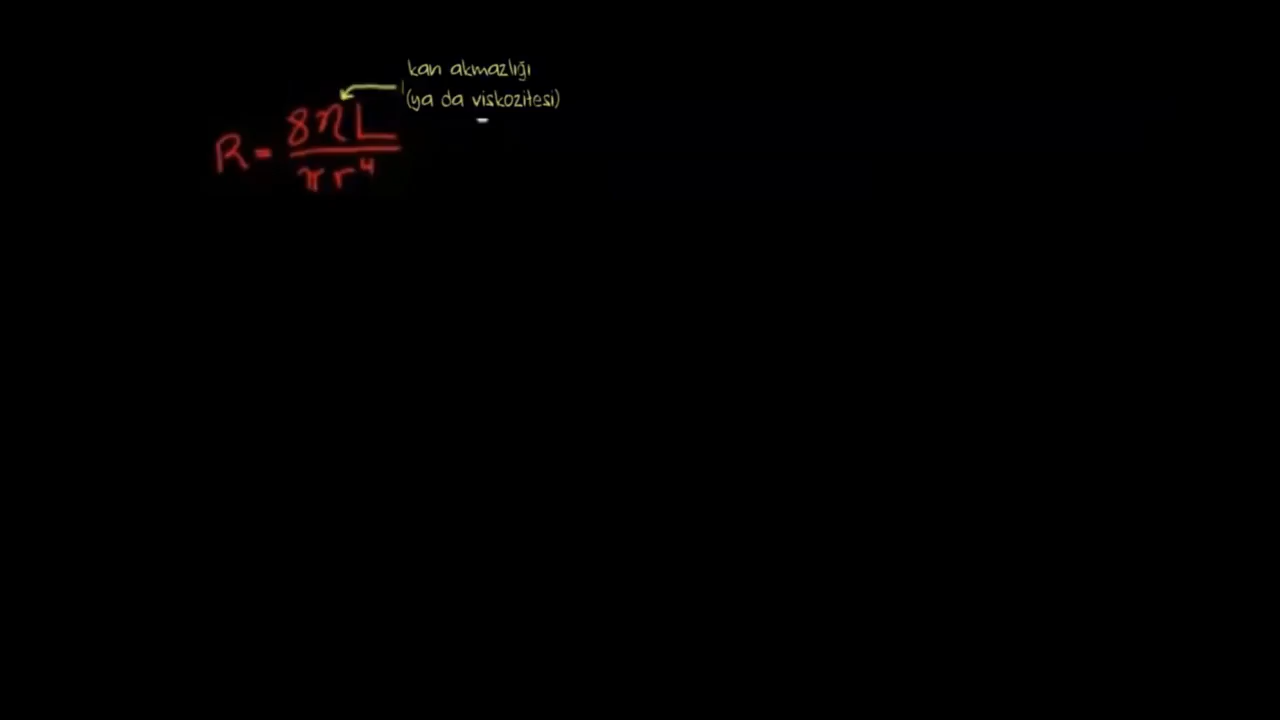 kan akmazlığı
(ya da viskozitesi)
R = 8ηL / πr⁴